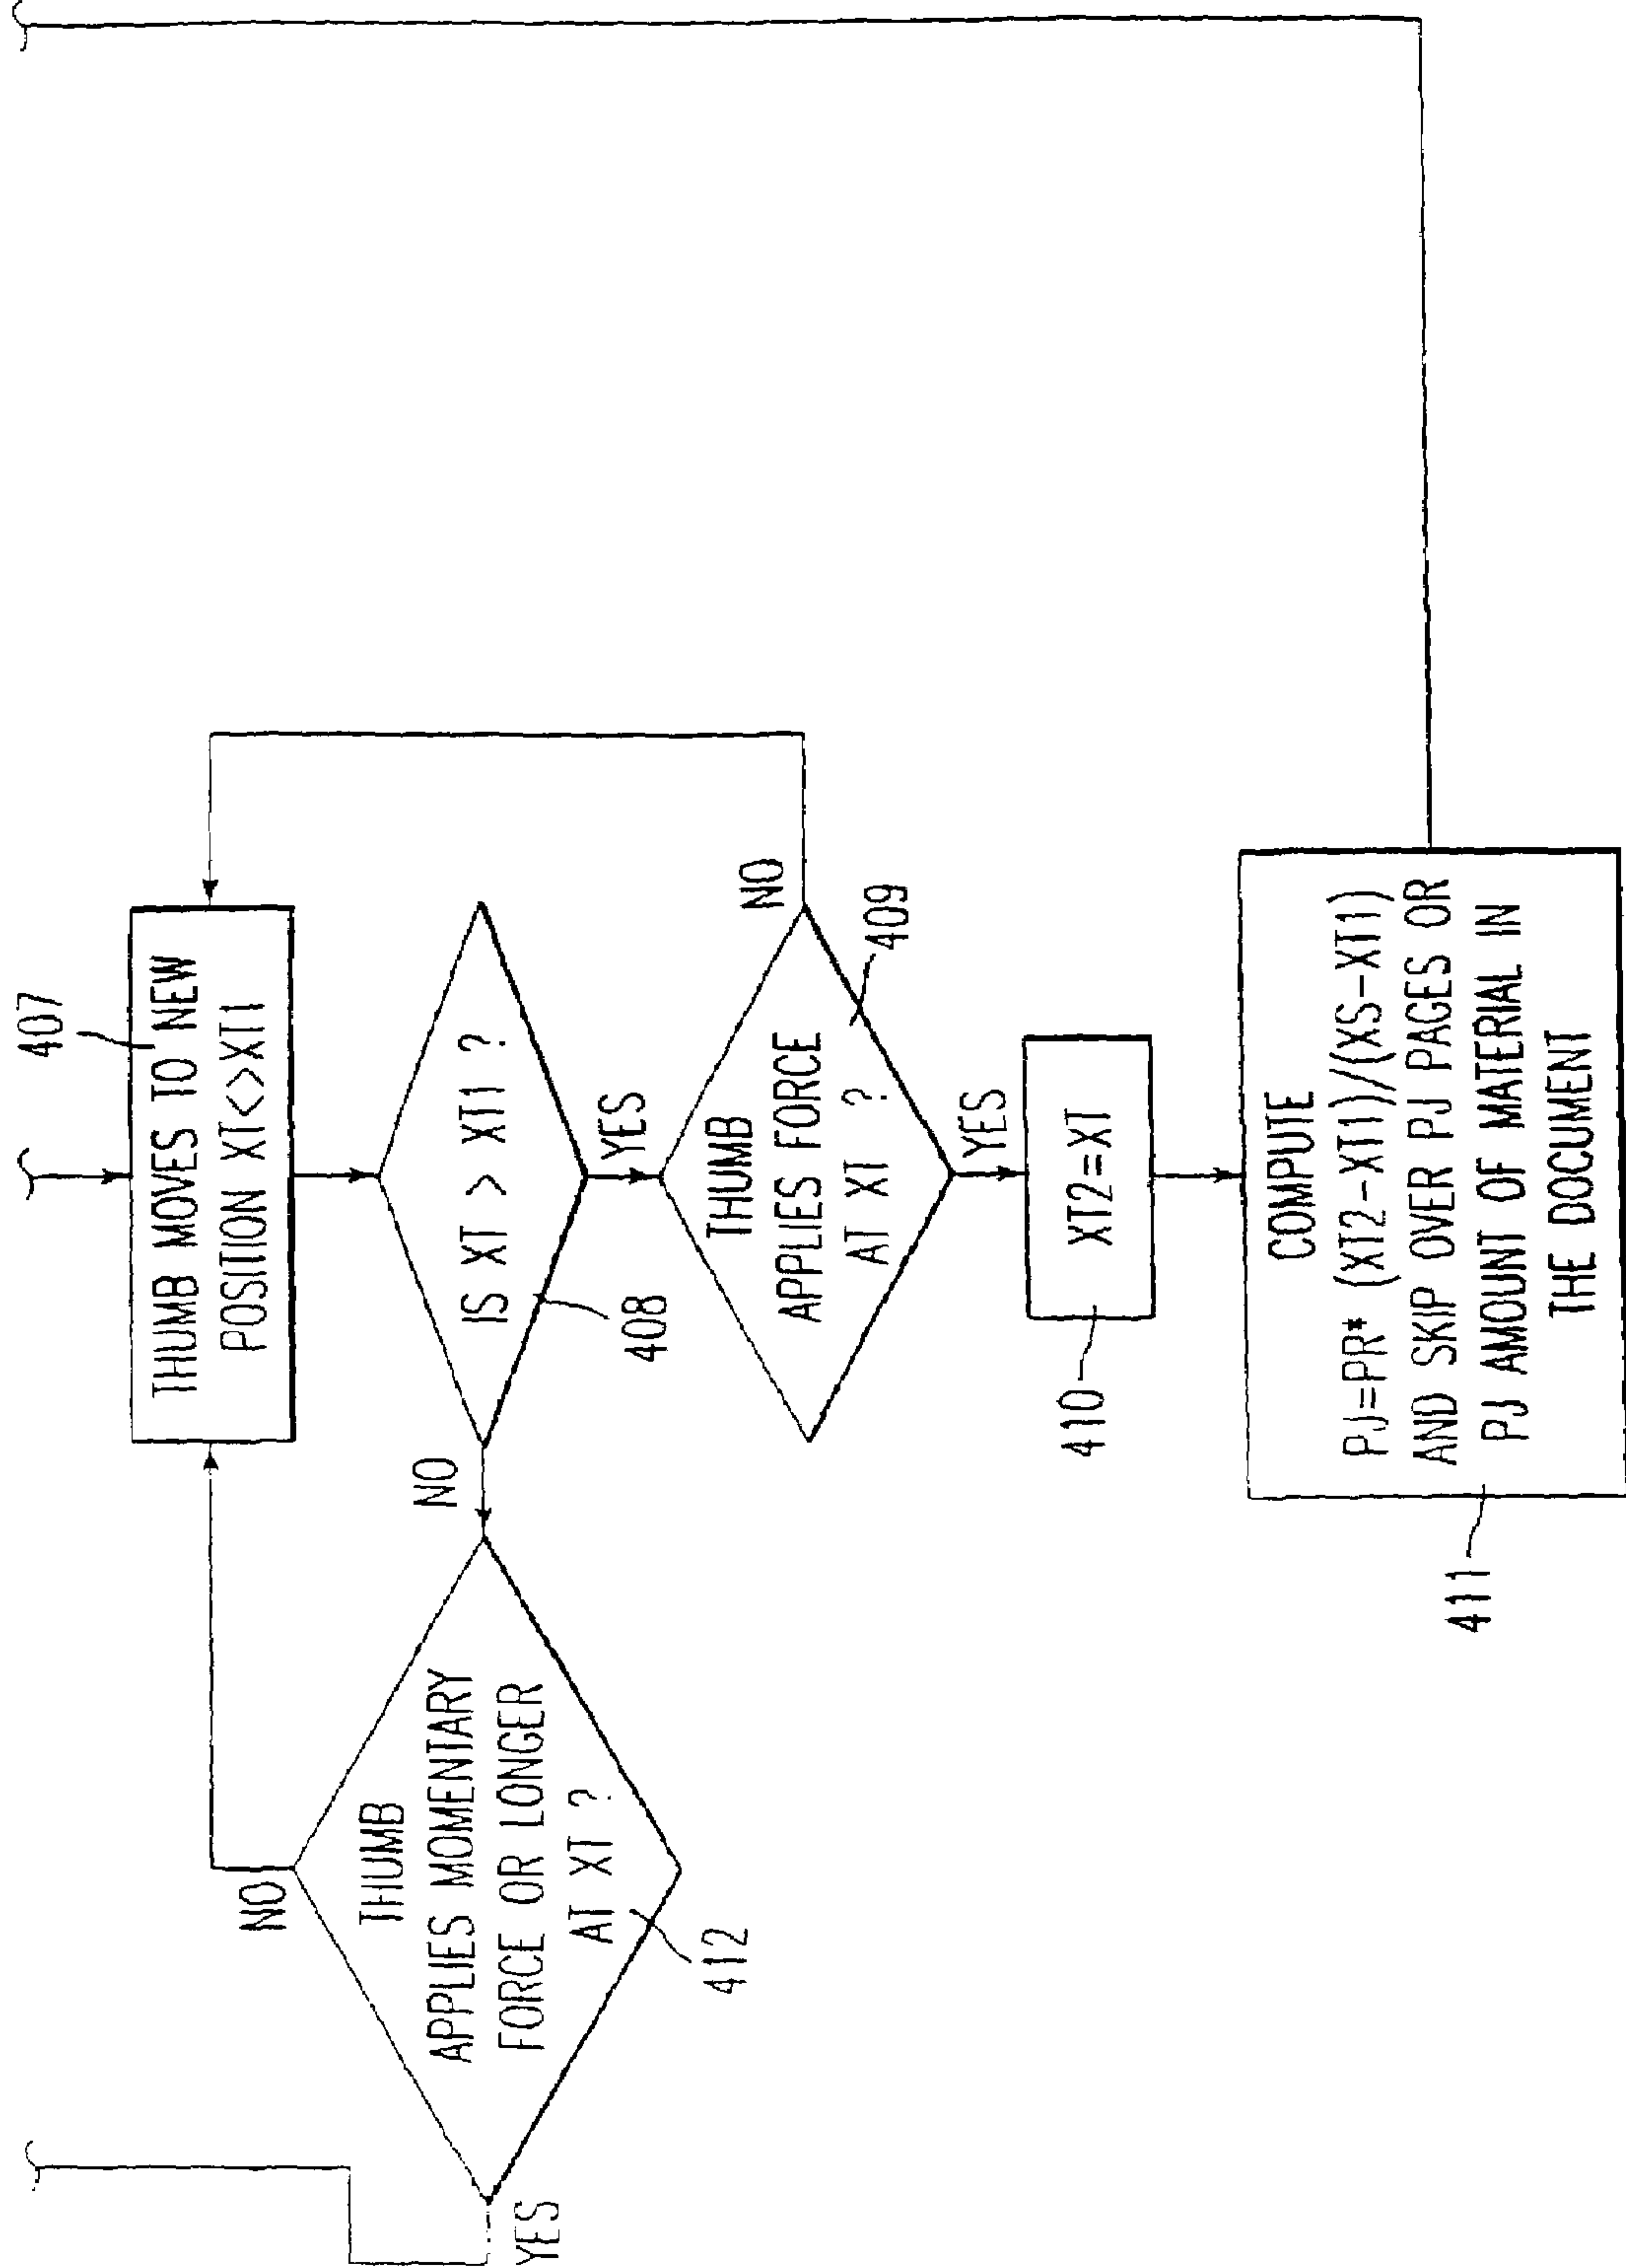 407
THUMB MOVES TO NEW
POSITION XT<>XT1
IS XT > XT1 ?
408
NO
YES
THUMB
APPLIES MOMENTARY
FORCE OR LONGER
AT XT ?
412
NO
YES
THUMB
APPLIES FORCE
AT XT ?
409
NO
YES
XT2=XT
410
COMPUTE
PJ=PR* (XT2-XT1)/(XS-XT1)
AND SKIP OVER PJ PAGES OR
PJ AMOUNT OF MATERIAL IN
THE DOCUMENT
411